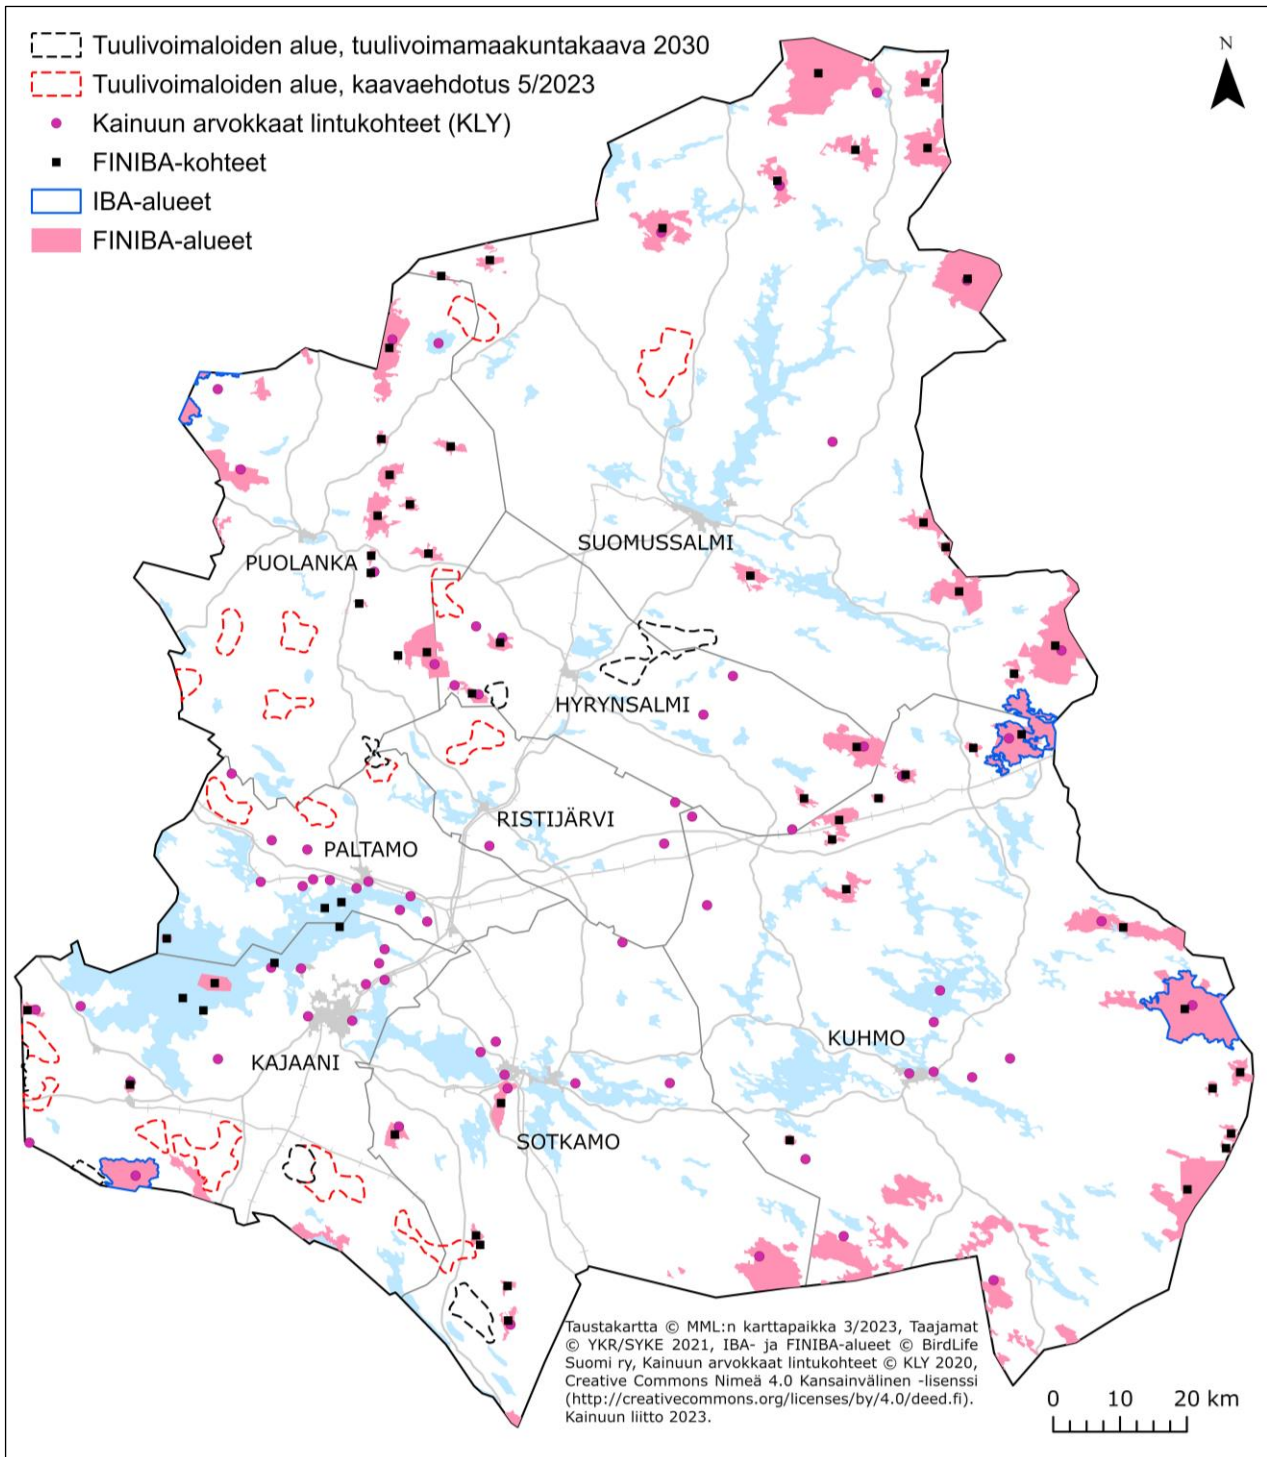 Tuulivoimaloiden alue, tuulivoimamaakuntakaava 2030
Tuulivoimaloiden alue, kaavaehdotus 5/2023
Kainuun arvokkaat lintukohteet (KLY)
FINIBA-kohteet
IBA-alueet
FINIBA-alueet
N
SUOMUSSALMI
PUOLANKA
HYRYNSALMI
RISTIJÄRVI
PALTAMO
KUHMO
KAJAANI
SOTKAMO
Taustakartta © MML:n karttapaikka 3/2023, Taajamat
© YKR/SYKE 2021, IBA- ja FINIBA-alueet © BirdLife
Suomi ry, Kainuun arvokkaat lintukohteet © KLY 2020,
Creative Commons Nimeä 4.0 Kansainvälinen -lisenssi
(http://creativecommons.org/licenses/by/4.0/deed.fi).
Kainuun liitto 2023.
0 10 20 km